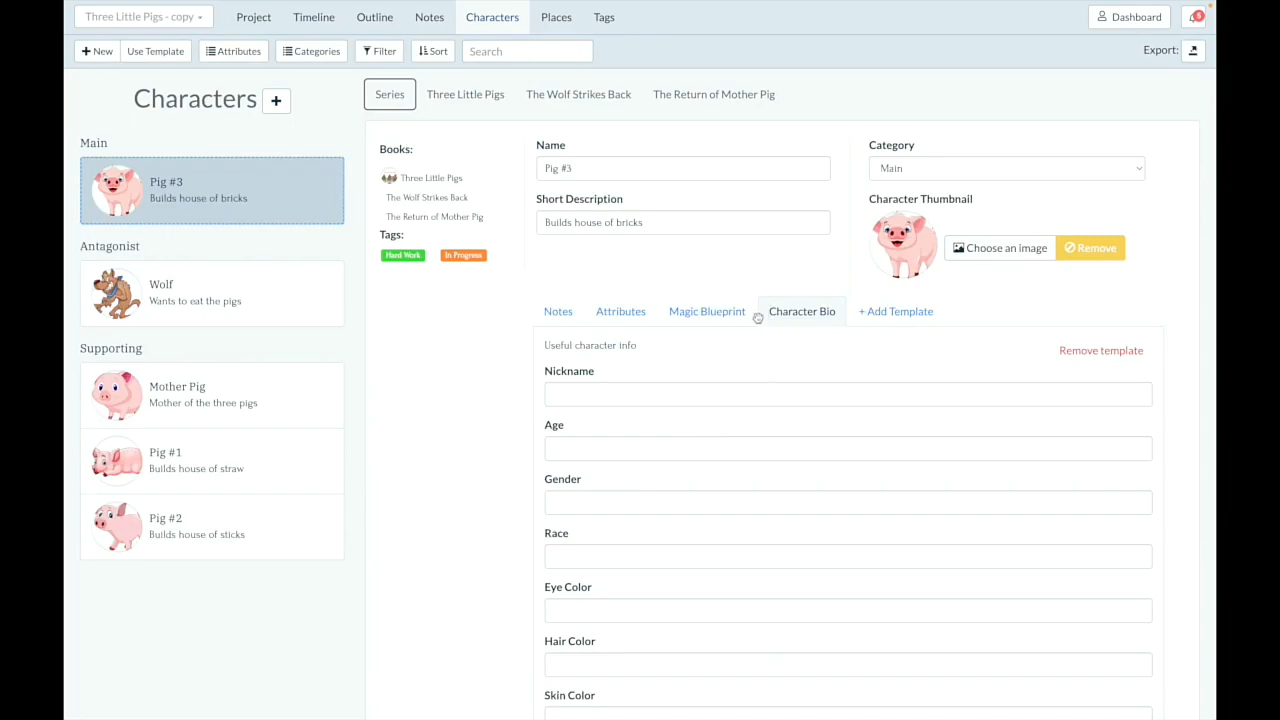 Three Little Pigs - copy
Project
Timeline
Outline
Notes
Characters
Places
Tags
Dashboard
5
New
Use Template
Attributes
Categories
Filter
Sort
Search
Export:
Characters
Main
Pig #3
Builds house of bricks
Antagonist
Wolf
Wants to eat the pigs
Supporting
Mother Pig
Mother of the three pigs
Pig #1
Builds house of straw
Pig #2
Builds house of sticks
Series
Three Little Pigs
The Wolf Strikes Back
The Return of Mother Pig
Books:
Three Little Pigs
The Wolf Strikes Back
The Return of Mother Pig
Tags:
Hard Work
In Progress
Name
Pig #3
Short Description
Builds house of bricks
Category
Main
Character Thumbnail
Choose an image
Remove
Notes
Attributes
Magic Blueprint
Character Bio
+ Add Template
Useful character info
Remove template
Nickname
Age
Gender
Race
Eye Color
Hair Color
Skin Color